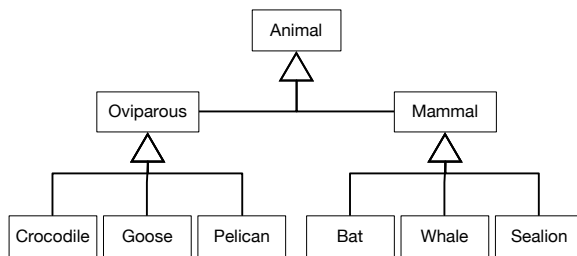 Animal
Oviparous
Mammal
Crocodile
Goose
Pelican
Bat
Whale
Sealion